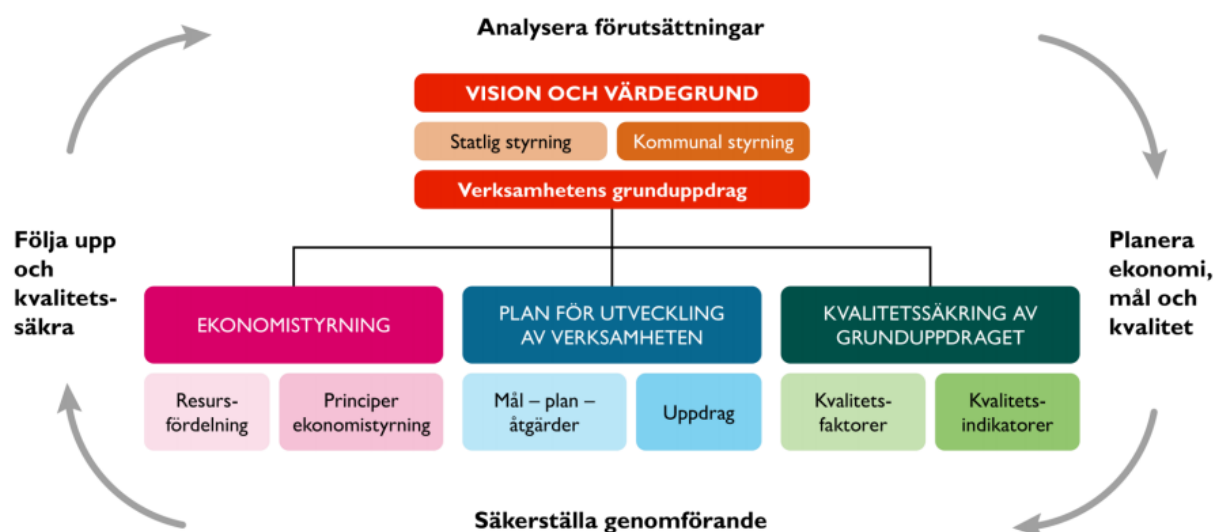 Analysera förutsättningar
VISION OCH VÄRDEGRUND
Statlig styrning
Kommunal styrning
Verksamhetens grunduppdrag
Följa upp
och
kvalitets-
säkra
Planera
ekonomi,
mål och
kvalitet
EKONOMISTYRNING
PLAN FÖR UTVECKLING
AV VERKSAMHETEN
KVALITETSSÄKRING AV
GRUNDUPPDRAGET
Resurs-
fördelning
Principer
ekonomistyrning
Mål – plan –
åtgärder
Uppdrag
Kvalitets-
faktorer
Kvalitets-
indikatorer
Säkerställa genomförande